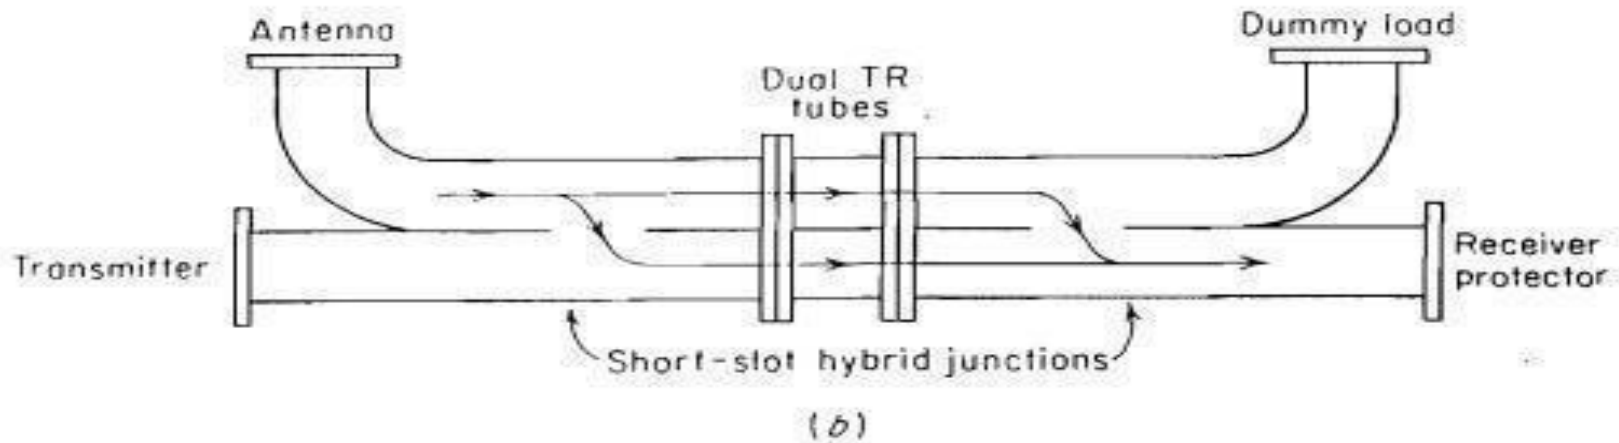 Antenna
Dummy load
Dual TR
tubes
Transmitter
Receiver
protector
Short-slot hybrid junctions
(b)